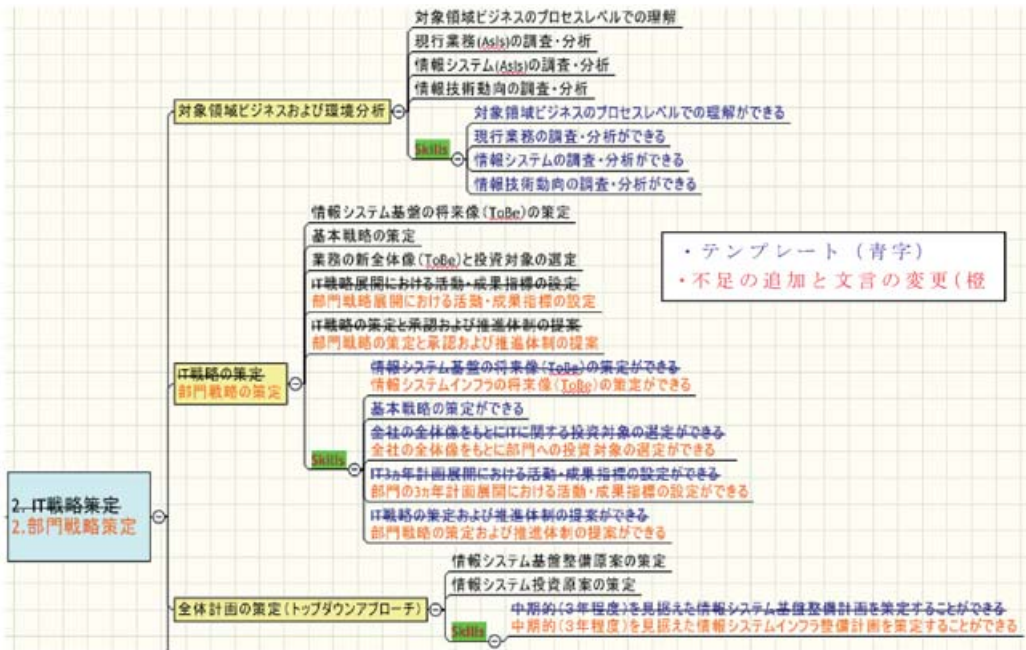 対象領域ビジネスのプロセスレベルでの理解
現行業務(AsIs)の調査・分析
情報システム(AsIs)の調査・分析
情報技術動向の調査・分析
対象領域ビジネスおよび環境分析
対象領域ビジネスのプロセスレベルでの理解ができる
現行業務の調査・分析ができる
Skills
情報システムの調査・分析ができる
情報技術動向の調査・分析ができる
情報システム基盤の将来像(ToBe)の策定
基本戦略の策定
業務の新全体像(ToBe)と投資対象の選定
IT戦略展開における活動・成果指標の設定
部門戦略展開における活動・成果指標の設定
IT戦略の策定と承認および推進体制の提案
部門戦略の策定と承認および推進体制の提案
・テンプレート(青字)
・不足の追加と文言の変更(橙
IT戦略の策定
部門戦略の策定
情報システム基盤の将来像(ToBe)の策定ができる
情報システムインフラの将来像(ToBe)の策定ができる
基本戦略の策定ができる
全社の全体像をもとにITに関する投資対象の選定ができる
全社の全体像をもとに部門への投資対象の選定ができる
Skills
IT3ヵ年計画展開における活動・成果指標の設定ができる
部門の3ヵ年計画展開における活動・成果指標の設定ができる
IT戦略の策定および推進体制の提案ができる
部門戦略の策定および推進体制の提案ができる
2. IT戦略策定
2.部門戦略策定
情報システム基盤整備原案の策定
情報システム投資原案の策定
全体計画の策定(トップダウンアプローチ)
中期的(3年程度)を見据えた情報システム基盤整備計画を策定することができる
中期的(3年程度)を見据えた情報システムインフラ整備計画を策定することができる
Skills